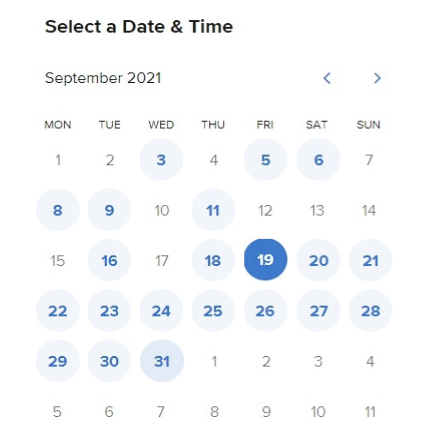 Select a Date & Time
September 2021
MON TUE WED THU FRI SAT SUN
1 2 3 4 5 6 7
8 9 10 11 12 13 14
15 16 17 18 19 20 21
22 23 24 25 26 27 28
29 30 31 1 2 3 4
5 6 7 8 9 10 11